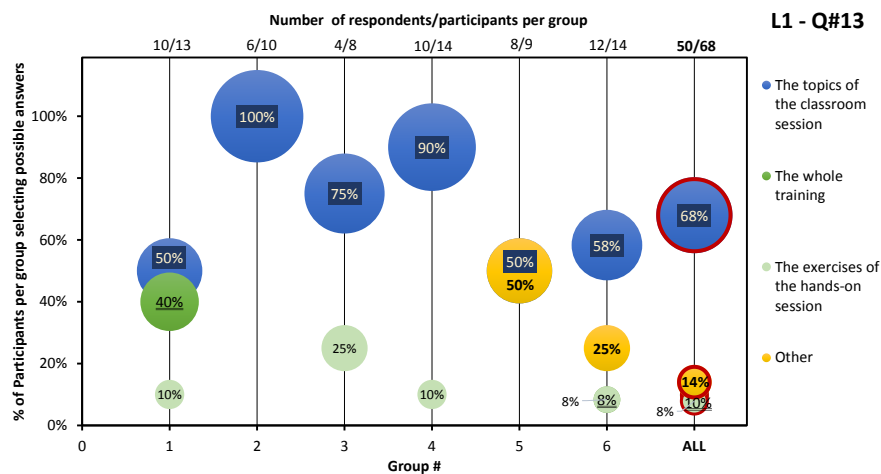 Number of respondents/participants per group
L1 - Q#13
10/13 6/10 4/8 10/14 8/9 12/14 50/68
% of Participants per group selecting possible answers
100%
80%
60%
40%
20%
0%
100%
90%
75%
68%
58%
50%
50%
50%
40%
25%
25%
14%
10%
10%
10%
8%
8%
8%
0 1 2 3 4 5 6 ALL
Group #
The topics of
the classroom
session
The whole
training
The exercises of
the hands-on
session
Other